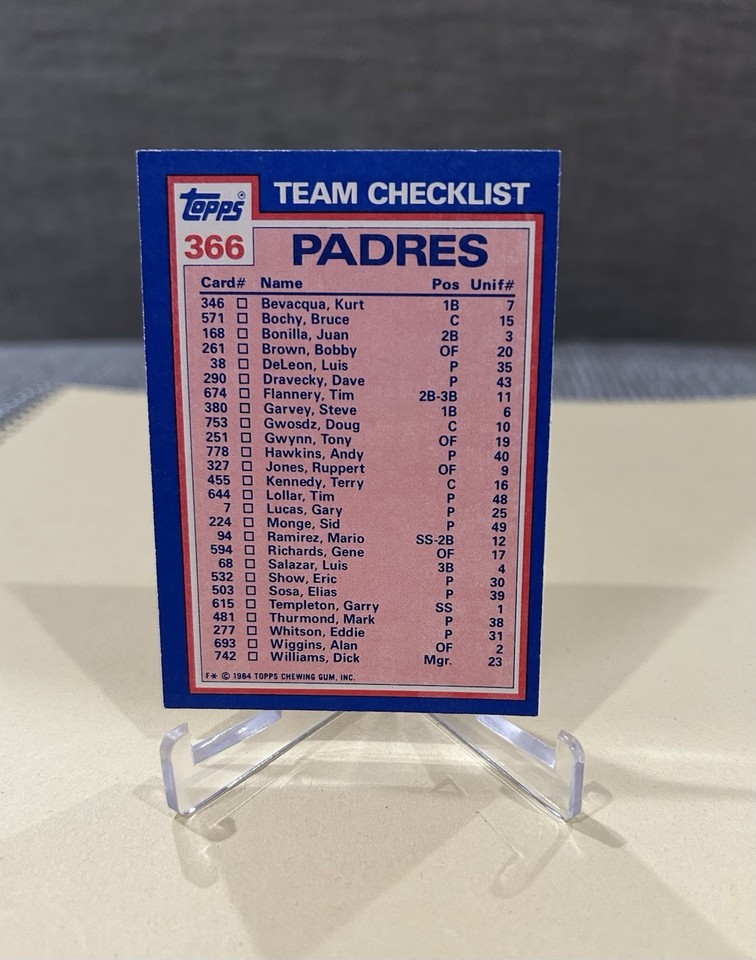 Topps®
TEAM CHECKLIST
366
PADRES
Card# Name Pos Unif#
346 Bevacqua, Kurt 1B 7
571 Bochy, Bruce C 15
168 Bonilla, Juan 2B 3
261 Brown, Bobby OF 20
38 DeLeon, Luis P 35
290 Dravecky, Dave P 43
674 Flannery, Tim 2B-3B 11
380 Garvey, Steve 1B 6
753 Gwosdz, Doug C 10
251 Gwynn, Tony OF 19
778 Hawkins, Andy P 40
327 Jones, Ruppert OF 9
455 Kennedy, Terry C 16
644 Lollar, Tim P 48
7 Lucas, Gary P 25
224 Monge, Sid P 49
94 Ramirez, Mario SS-2B 12
594 Richards, Gene OF 17
68 Salazar, Luis 3B 4
532 Show, Eric P 30
503 Sosa, Elias P 39
615 Templeton, Garry SS 1
481 Thurmond, Mark P 38
277 Whitson, Eddie P 31
693 Wiggins, Alan OF 2
742 Williams, Dick Mgr. 23
F* © 1984 TOPPS CHEWING GUM, INC.